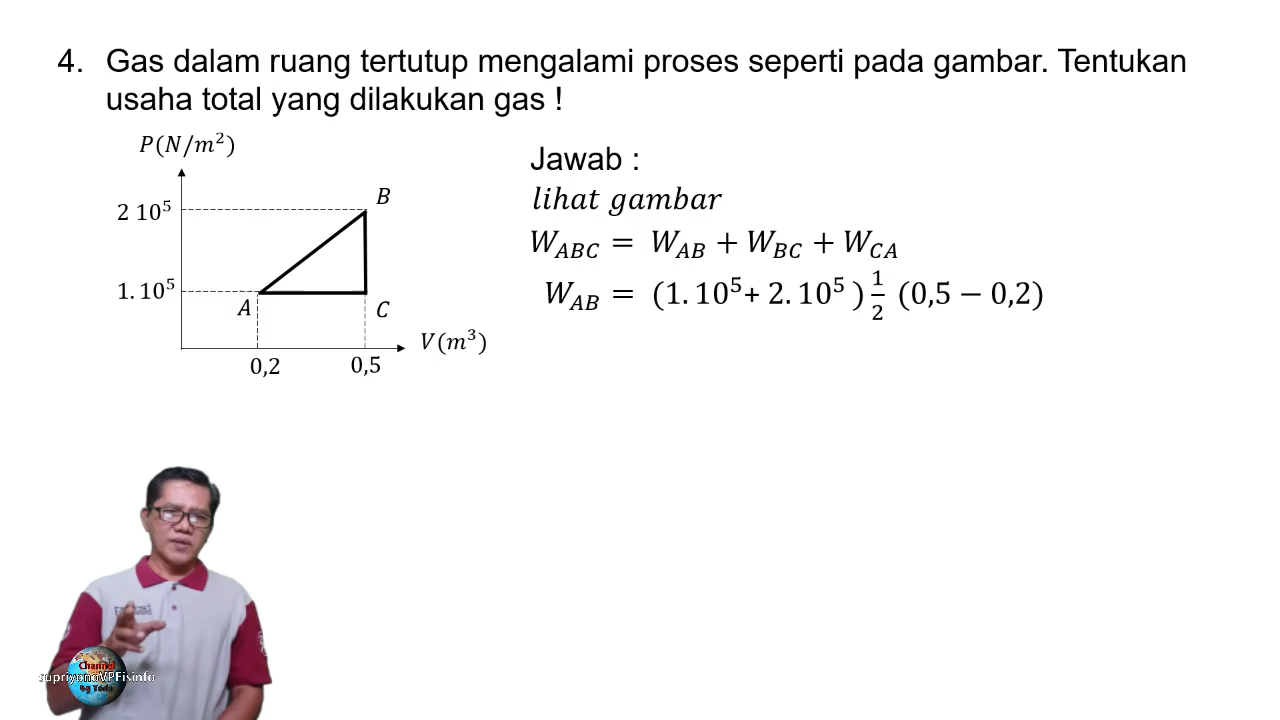 4. Gas dalam ruang tertutup mengalami proses seperti pada gambar. Tentukan
usaha total yang dilakukan gas !
P(N/m²)
2 10⁵
B
1. 10⁵
A
C
V(m³)
0,2
0,5
Jawab :
lihat gambar
W_ABC = W_AB + W_BC + W_CA
W_AB = (1. 10⁵+ 2. 10⁵ ) 1/2 (0,5 − 0,2)
Channel
supriyonoVPFisinfo